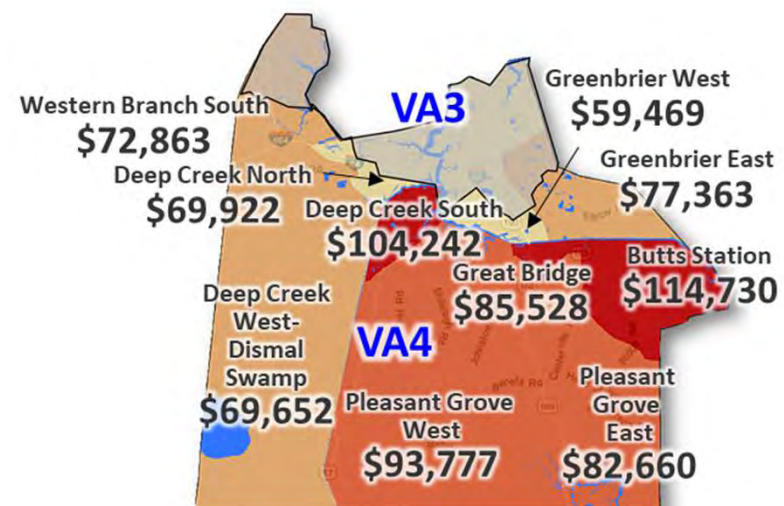 Greenbrier West
$59,469
VA3
Western Branch South
$72,863
Greenbrier East
$77,363
Deep Creek North
$69,922
Deep Creek South
$104,242
Butts Station
$114,730
Great Bridge
$85,528
Deep Creek
West-
Dismal
Swamp
$69,652
VA4
Pleasant Grove
West
$93,777
Pleasant
Grove
East
$82,660